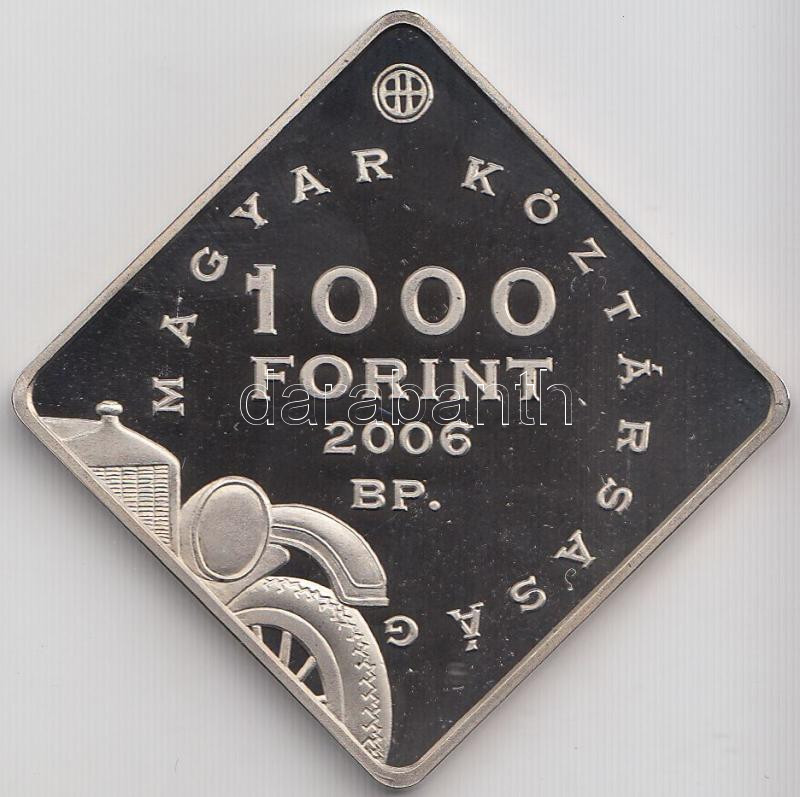 MAGYAR KÖZTÁRSASÁG
1000
FORINT
darabanth
2006
BP.